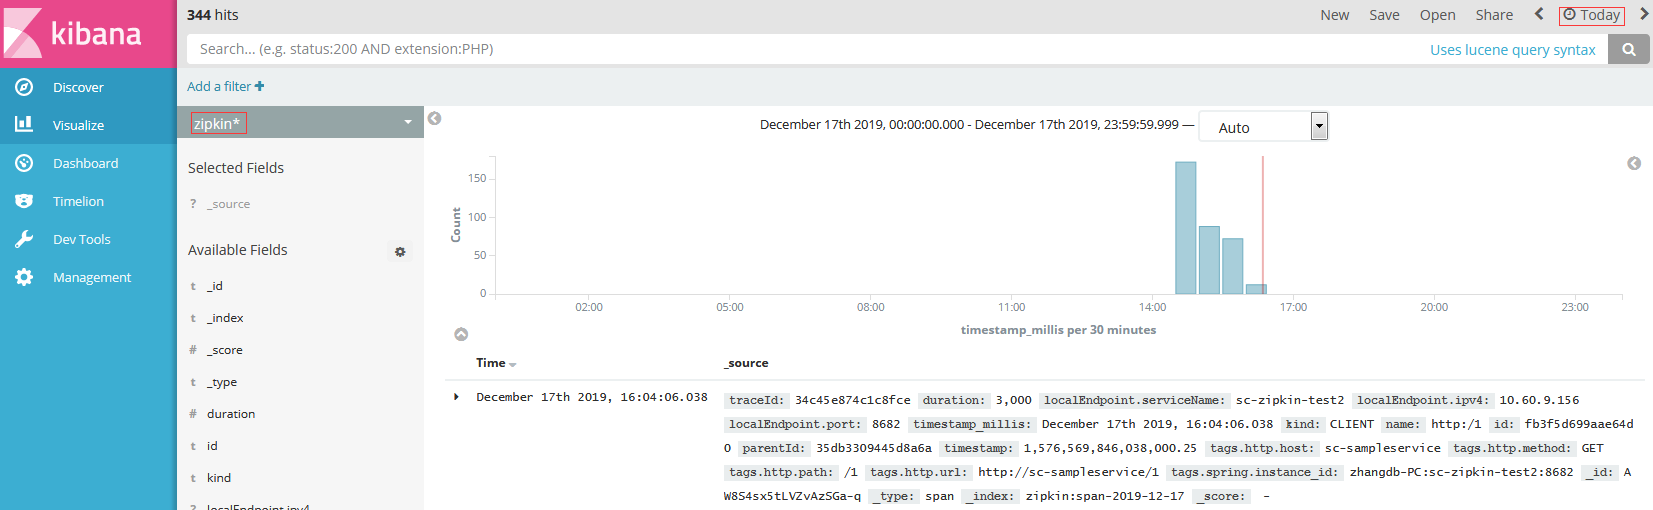 kibana
Discover
Visualize
Dashboard
Timelion
Dev Tools
Management
344 hits
New Save Open Share Today
Search... (e.g. status:200 AND extension:PHP)
Uses lucene query syntax
Add a filter +
zipkin*
Selected Fields
? _source
Available Fields
t _id
t _index
# _score
t _type
# duration
t id
t kind
localEndpoint.ipv4
December 17th 2019, 00:00:00.000 - December 17th 2019, 23:59:59.999 — Auto
Count
150
100
50
0
02:00 05:00 08:00 11:00 14:00 17:00 20:00 23:00
timestamp_millis per 30 minutes
Time _source
December 17th 2019, 16:04:06.038
traceId: 34c45e874c1c8fce duration: 3,000 localEndpoint.serviceName: sc-zipkin-test2 localEndpoint.ipv4: 10.60.9.156
localEndpoint.port: 8682 timestamp_millis: December 17th 2019, 16:04:06.038 kind: CLIENT name: http:/1 id: fb3f5d699aae64d
0 parentId: 35db3309445d8a6a timestamp: 1,576,569,846,038,000.25 tags.http.host: sc-sampleservice tags.http.method: GET
tags.http.path: /1 tags.http.url: http://sc-sampleservice/1 tags.spring.instance_id: zhangdb-PC:sc-zipkin-test2:8682 _id: A
W8S4sx5tLVZvAzSGa-q _type: span _index: zipkin:span-2019-12-17 _score: -